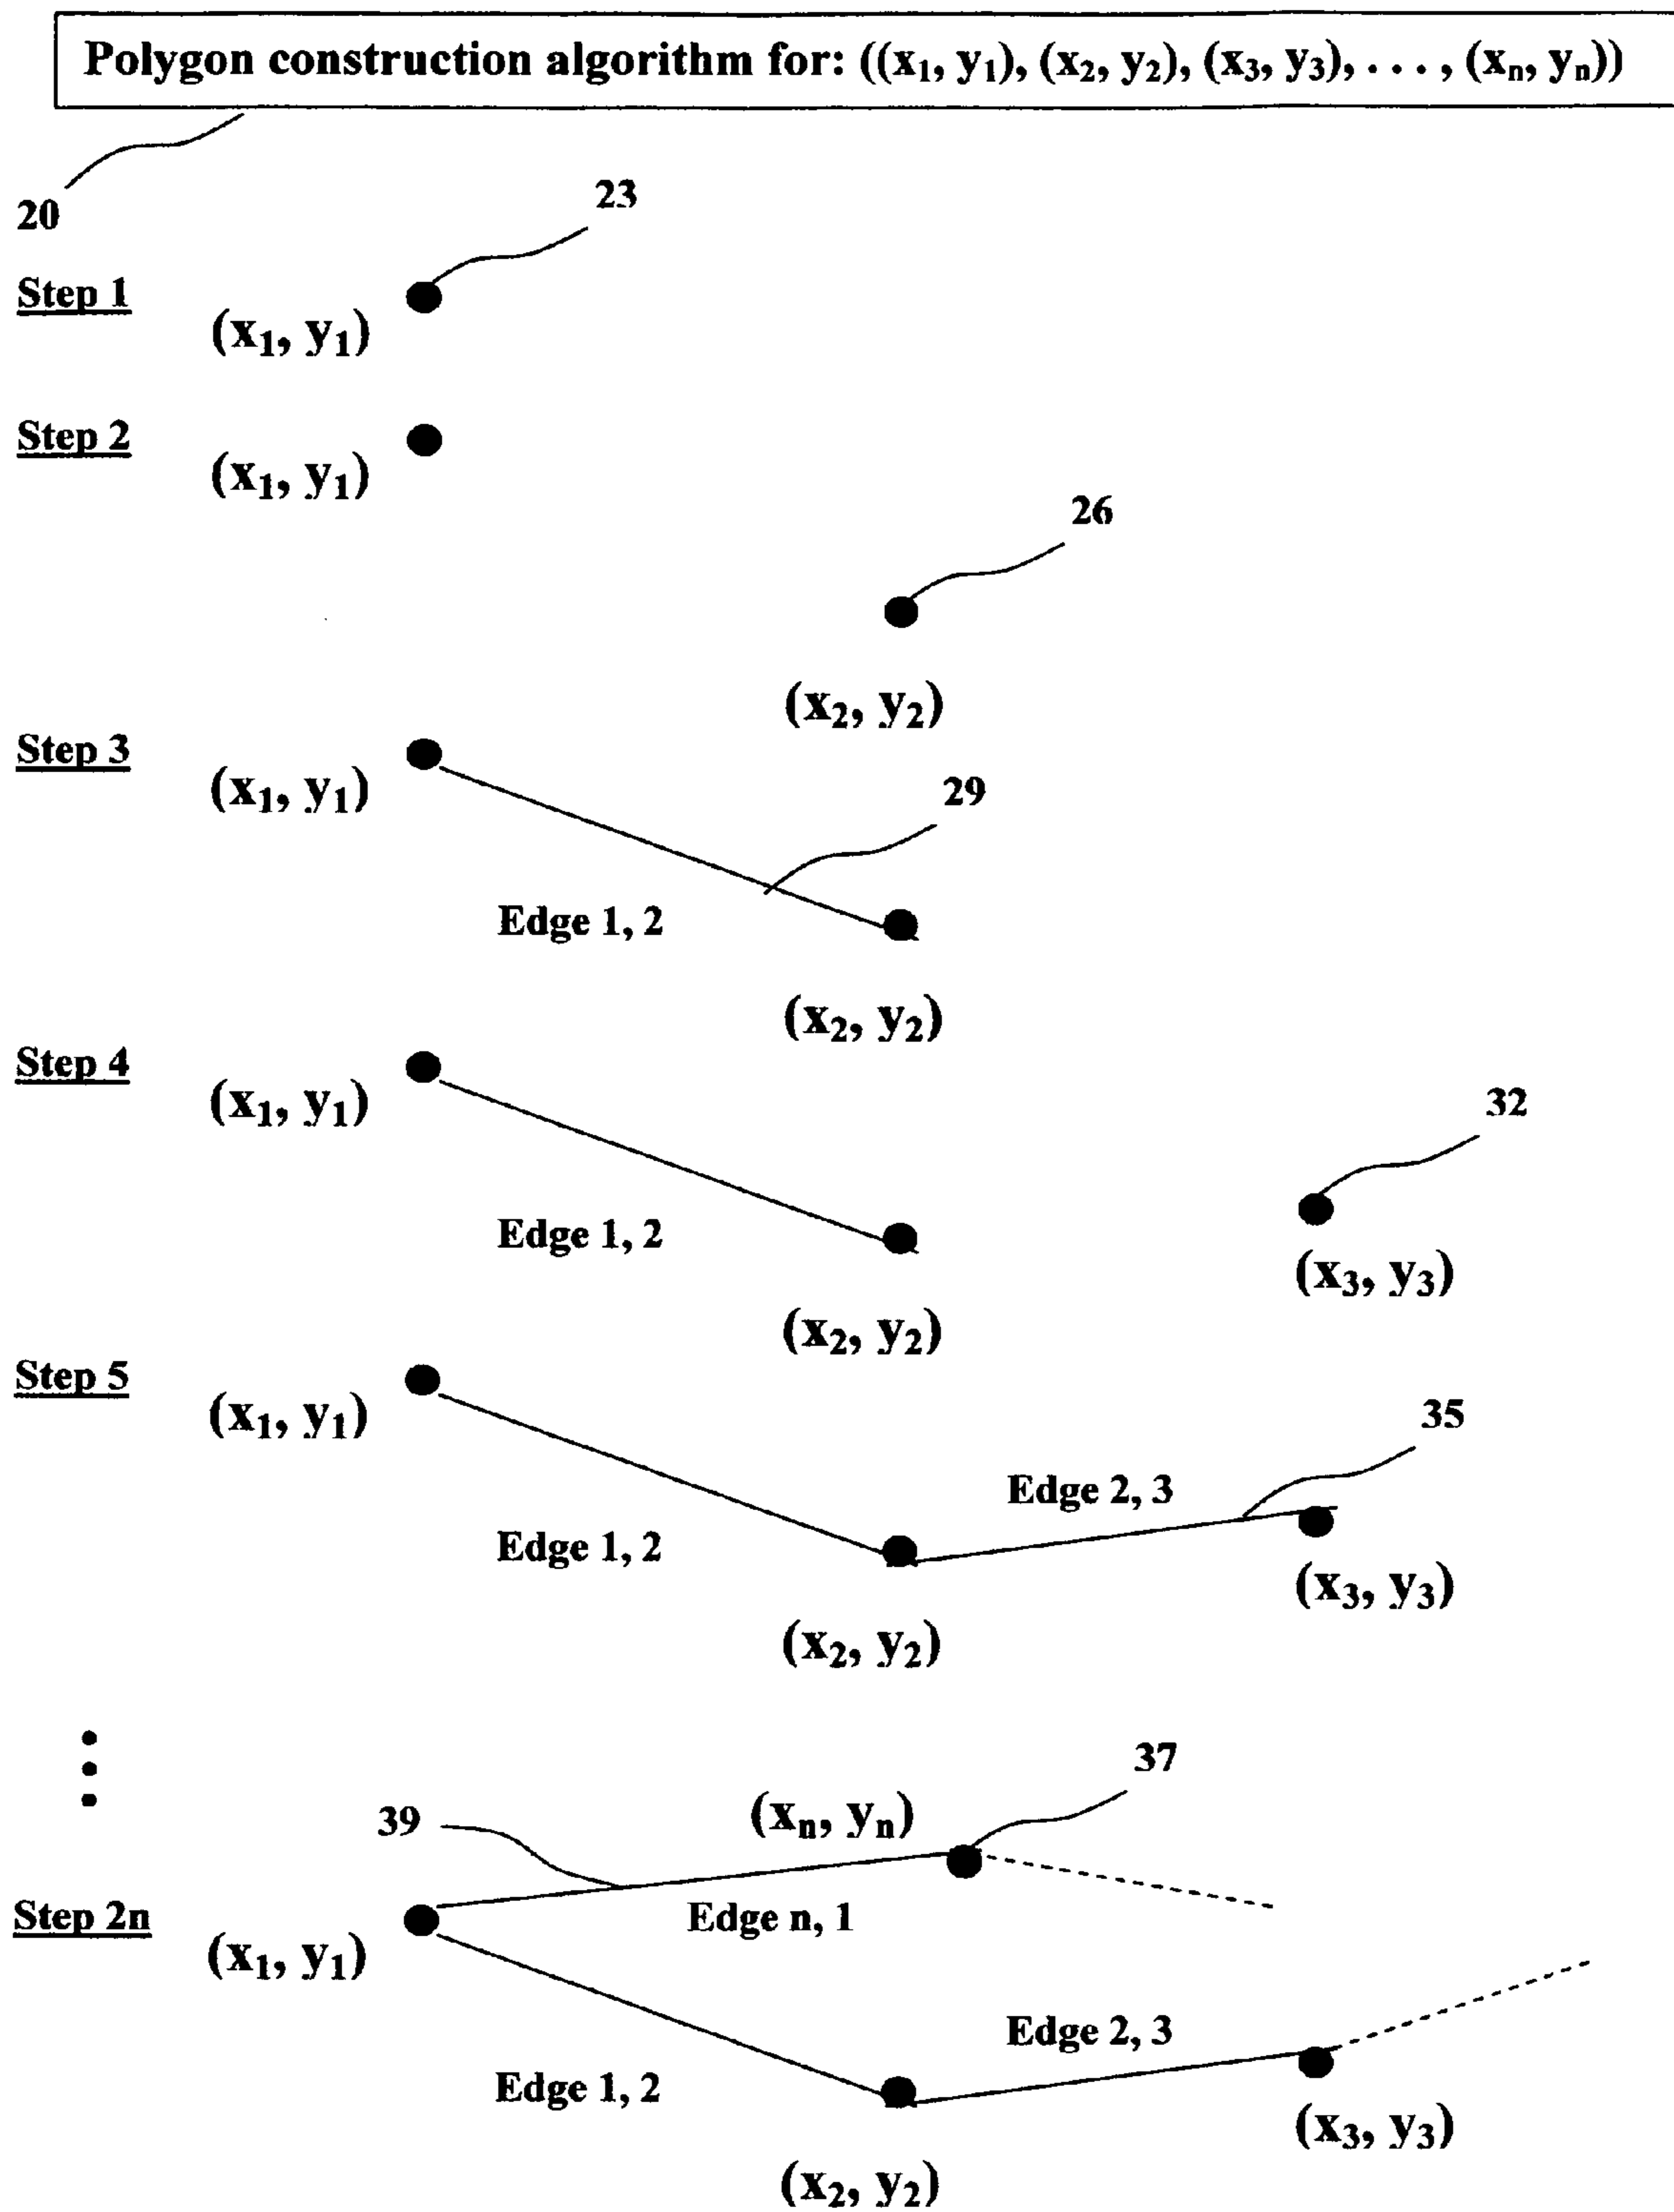 Polygon construction algorithm for: ((x₁, y₁), (x₂, y₂), (x₃, y₃), . . . , (xₙ, yₙ))
20
23
Step 1
(x₁, y₁)
Step 2
(x₁, y₁)
26
(x₂, y₂)
Step 3
(x₁, y₁)
29
Edge 1, 2
(x₂, y₂)
Step 4
(x₁, y₁)
32
Edge 1, 2
(x₃, y₃)
(x₂, y₂)
Step 5
(x₁, y₁)
35
Edge 2, 3
Edge 1, 2
(x₃, y₃)
(x₂, y₂)
37
39
(xₙ, yₙ)
Step 2n
Edge n, 1
(x₁, y₁)
Edge 2, 3
Edge 1, 2
(x₃, y₃)
(x₂, y₂)